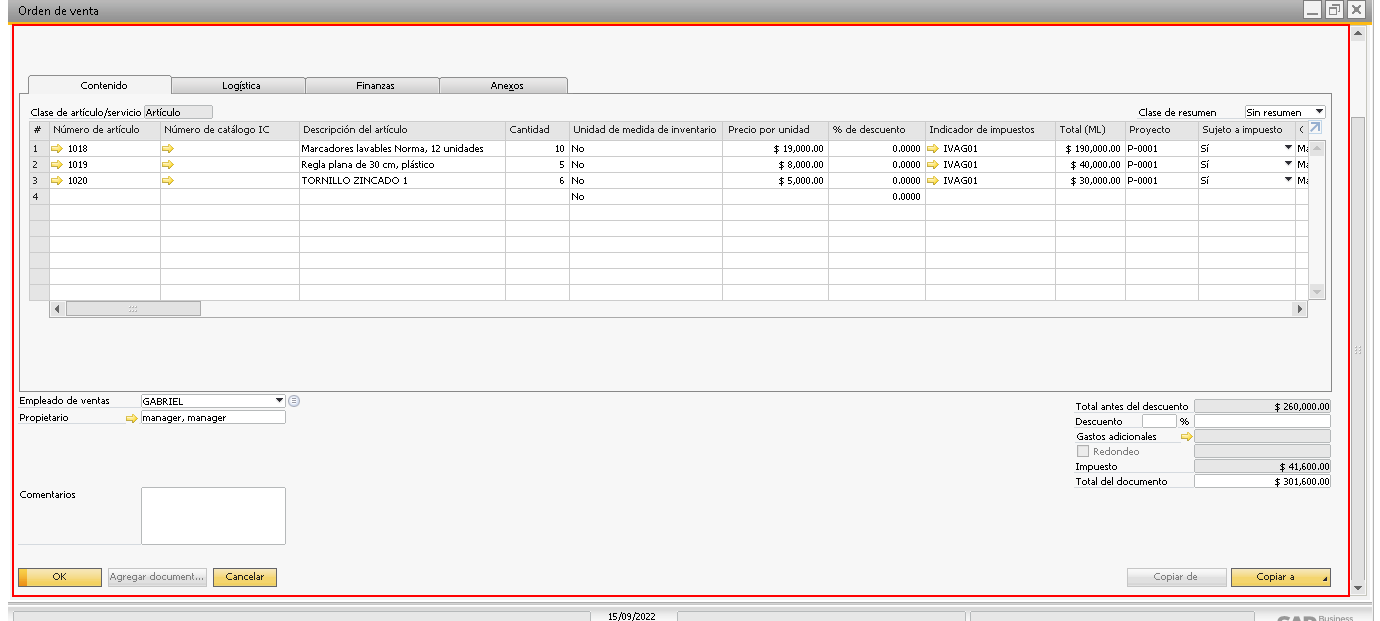 Orden de venta
Contenido Logística Finanzas Anexos
Clase de artículo/servicio Artículo Clase de resumen Sin resumen
# Número de artículo Número de catálogo IC Descripción del artículo Cantidad Unidad de medida de inventario Precio por unidad % de descuento Indicador de impuestos Total (ML) Proyecto Sujeto a impuesto
1 1018 Marcadores lavables Norma, 12 unidades 10 No $ 19,000.00 0.0000 IVAG01 $ 190,000.00 P-0001 Sí
2 1019 Regla plana de 30 cm, plástico 5 No $ 8,000.00 0.0000 IVAG01 $ 40,000.00 P-0001 Sí
3 1020 TORNILLO ZINCADO 1 6 No $ 5,000.00 0.0000 IVAG01 $ 30,000.00 P-0001 Sí
4 No 0.0000
Empleado de ventas GABRIEL
Propietario manager, manager
Total antes del descuento $ 260,000.00
Descuento %
Gastos adicionales
Redondeo
Impuesto $ 41,600.00
Total del documento $ 301,600.00
Comentarios
OK Agregar document... Cancelar Copiar de Copiar a
15/09/2022 SAP Business